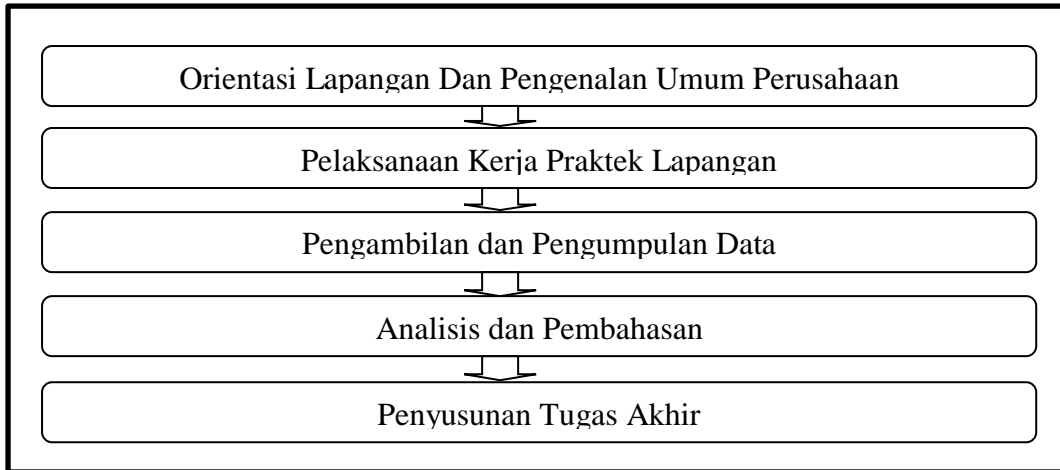 Orientasi Lapangan Dan Pengenalan Umum Perusahaan
Pelaksanaan Kerja Praktek Lapangan
Pengambilan dan Pengumpulan Data
Analisis dan Pembahasan
Penyusunan Tugas Akhir